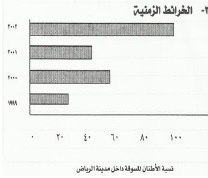 ٢- الخرائط الزمنية
٢٠٠٢
٢٠٠١
٢٠٠٠
١٩٩٩
٠ ٢٠ ٤٠ ٦٠ ٨٠ ١٠٠
نسبة الأطنان المسوقة داخل مدينة الرياض